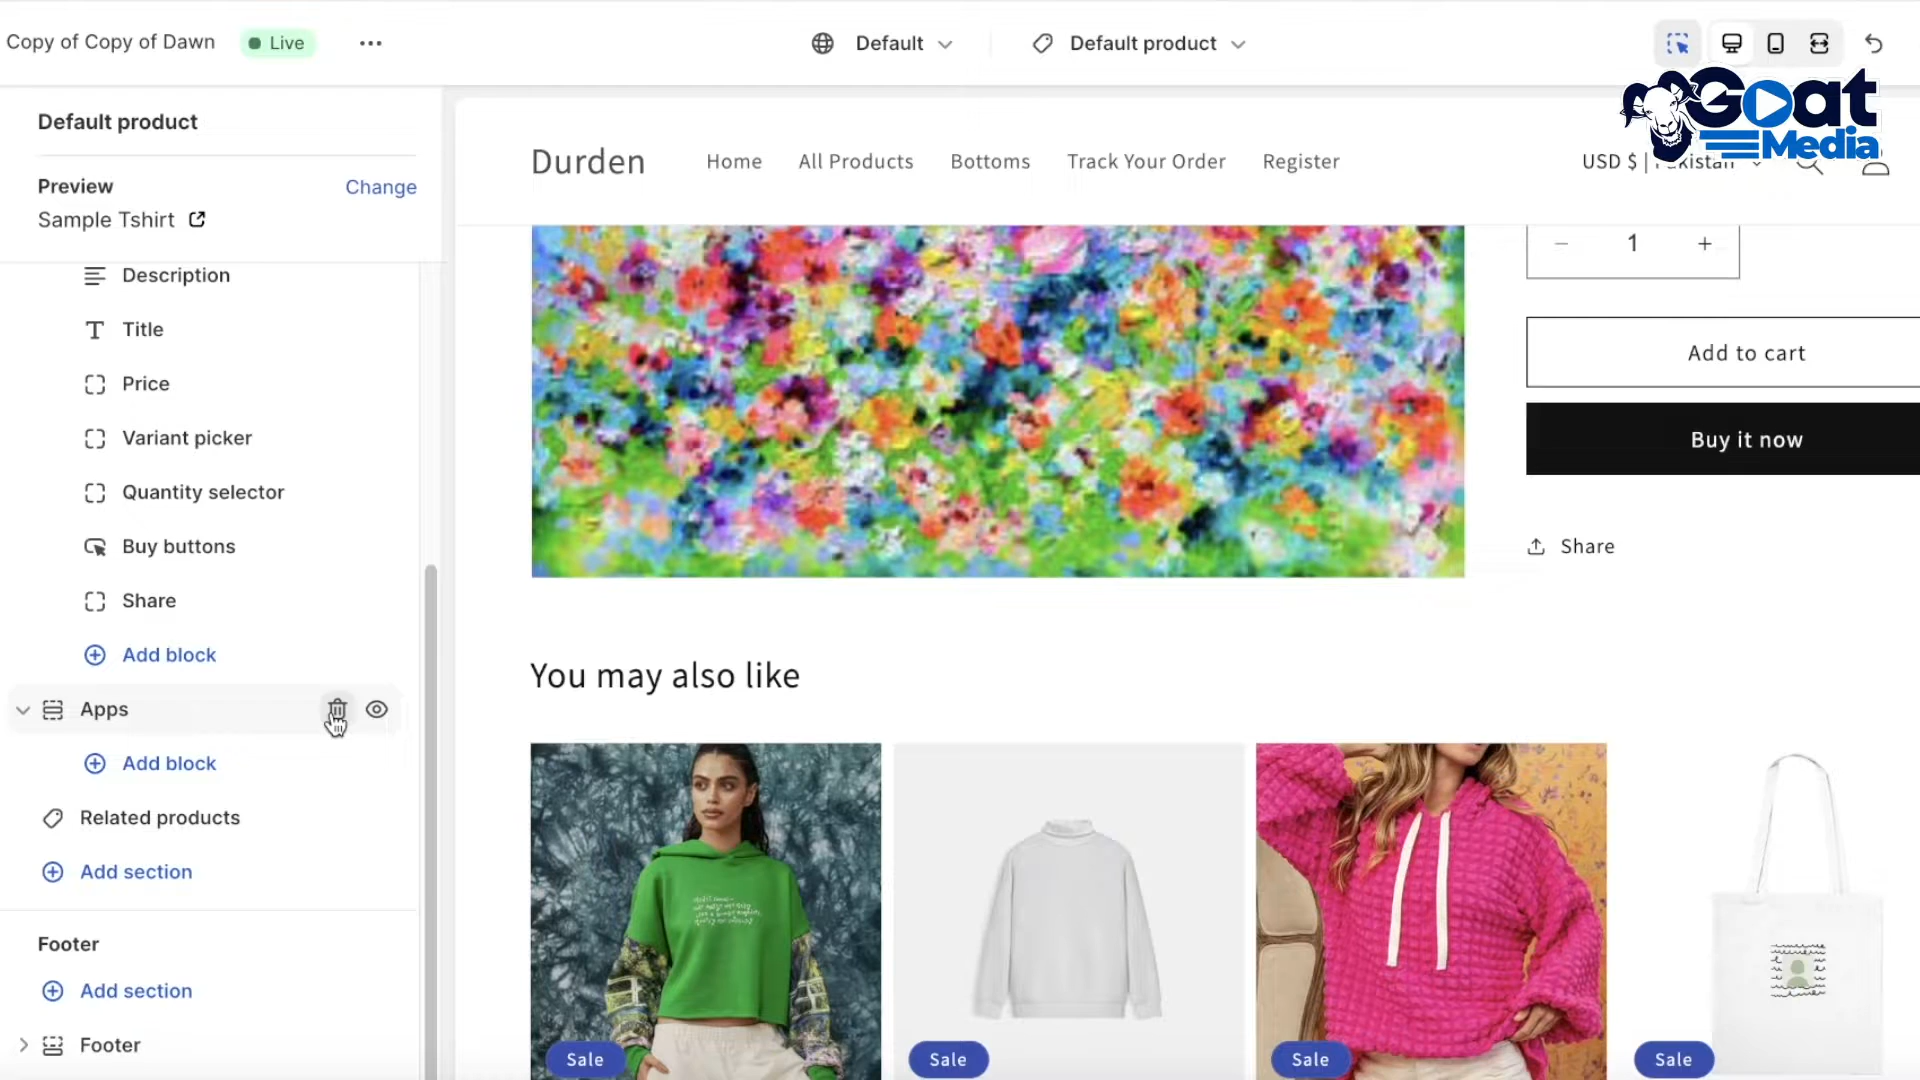 Copy of Copy of Dawn
Live
Default
Default product
Goat
Media
Default product
Preview
Change
Sample Tshirt
Description
Title
Price
Variant picker
Quantity selector
Buy buttons
Share
Add block
Apps
Add block
Related products
Add section
Footer
Add section
Footer
Durden
Home
All Products
Bottoms
Track Your Order
Register
USD $ | Pakistan
1
Add to cart
Buy it now
Share
You may also like
Sale
Sale
Sale
Sale